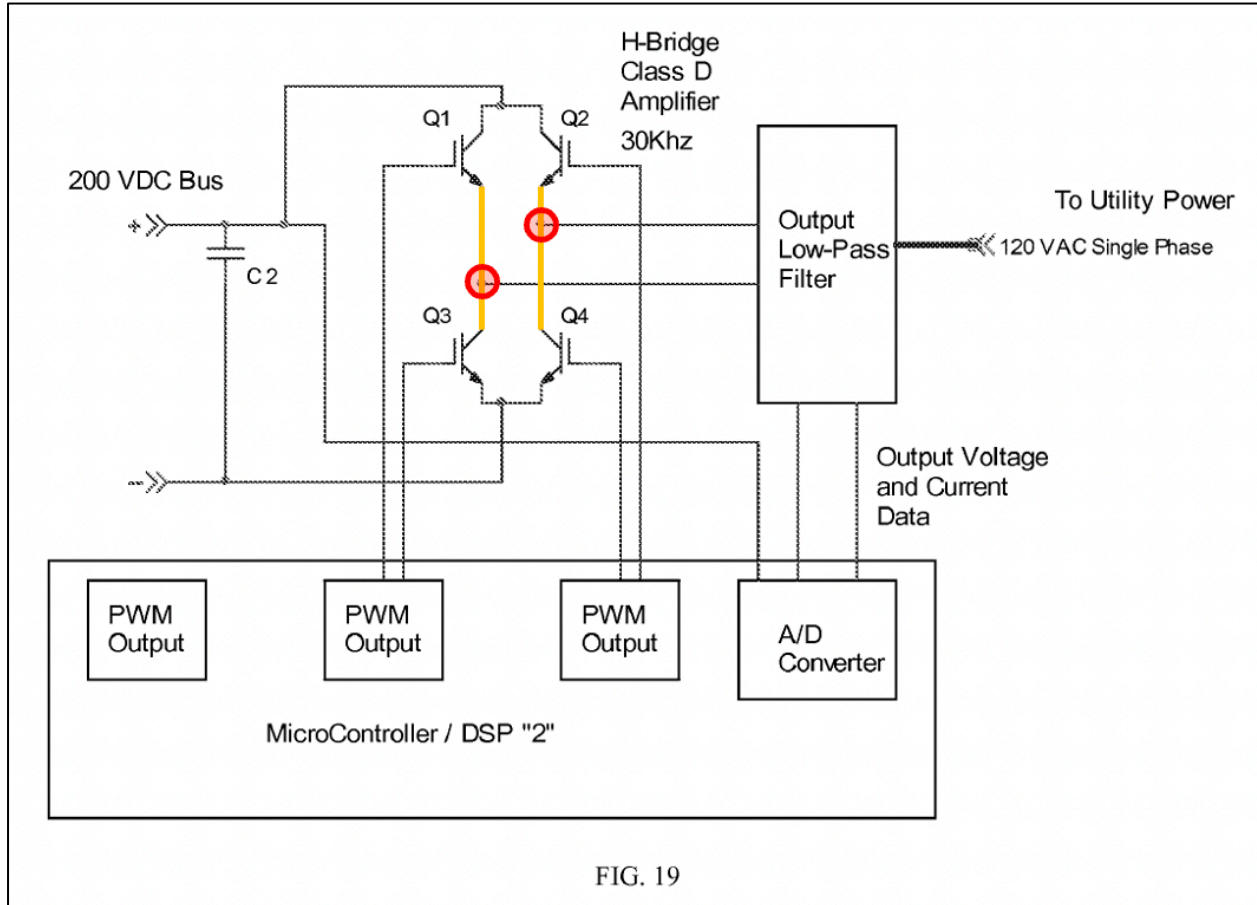 H-Bridge
Class D
Amplifier
30Khz
Q1
Q2
200 VDC Bus
+
C 2
To Utility Power
Output
Low-Pass
Filter
120 VAC Single Phase
Q3
Q4
-
Output Voltage
and Current
Data
PWM
Output
PWM
Output
PWM
Output
A/D
Converter
MicroController / DSP "2"
FIG. 19